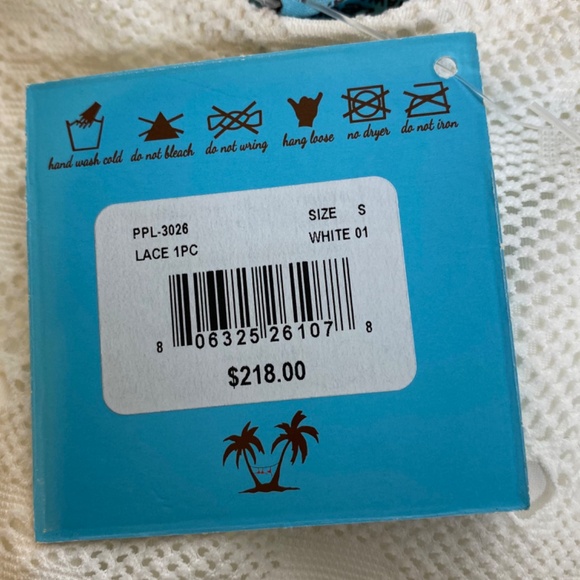 hand wash cold do not bleach do not wring hang loose no dryer do not iron
PPL-3026 SIZE S
LACE 1PC WHITE 01
8 06325 26107 8
$218.00